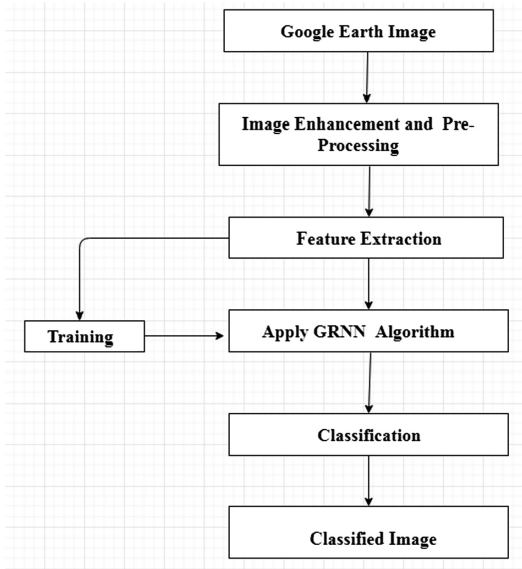 Google Earth Image
Image Enhancement and Pre-
Processing
Feature Extraction
Training
Apply GRNN Algorithm
Classification
Classified Image